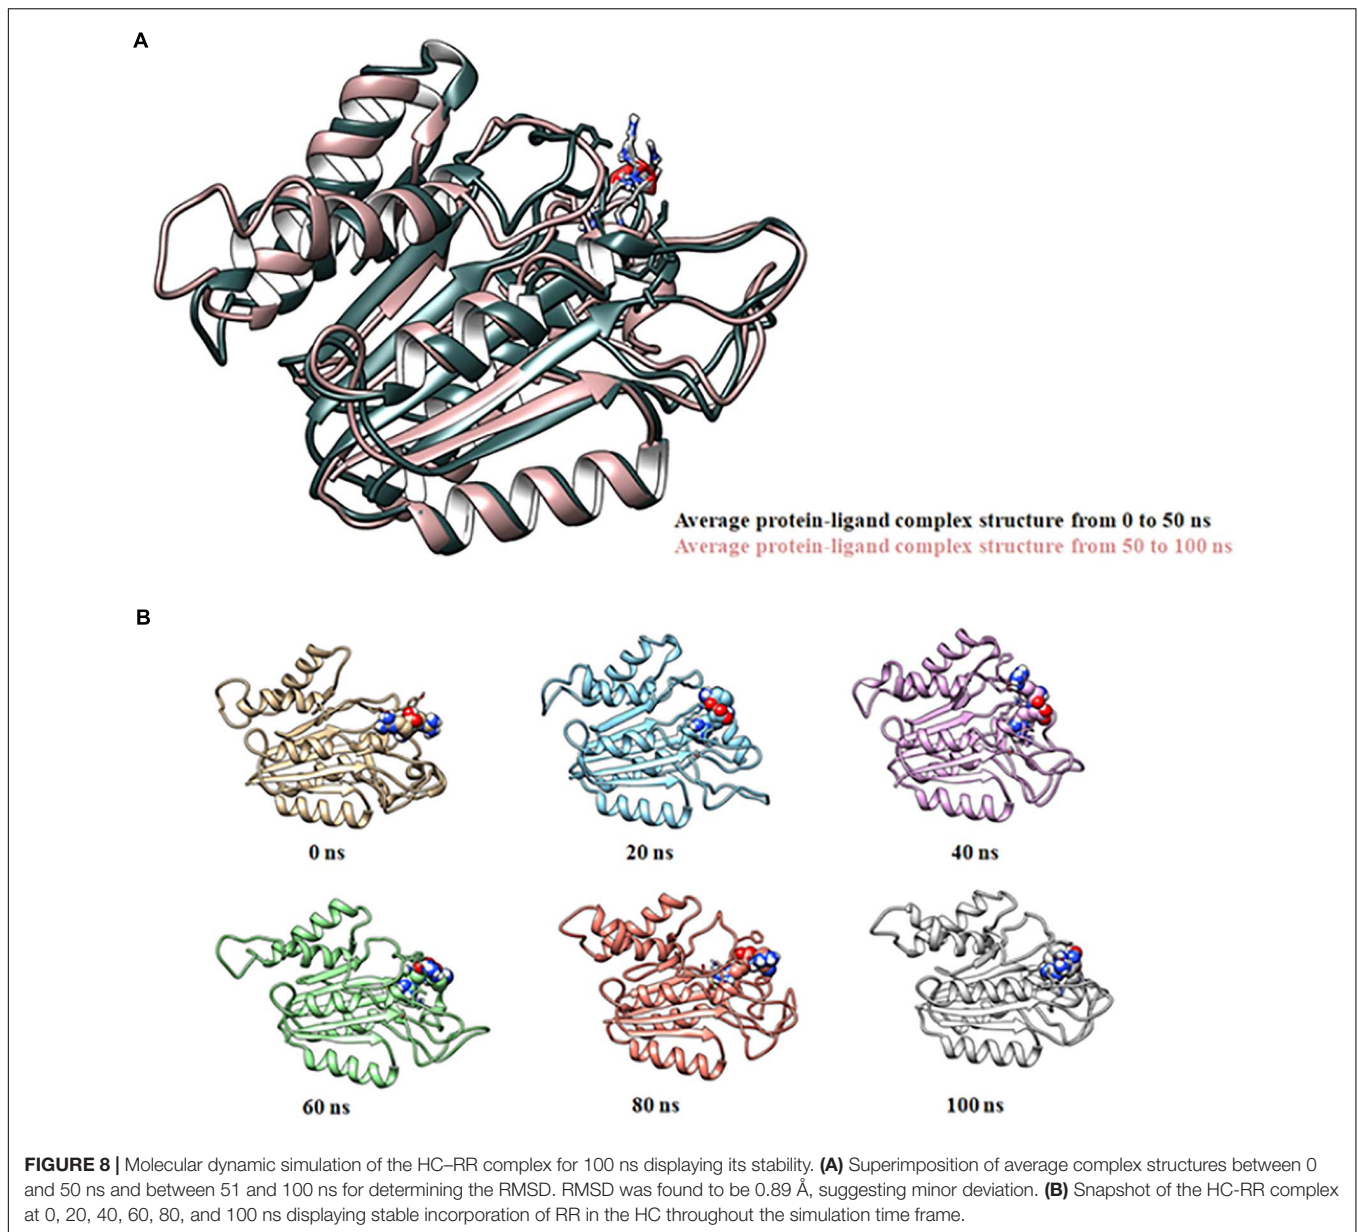 A
Average protein-ligand complex structure from 0 to 50 ns
Average protein-ligand complex structure from 50 to 100 ns
B
0 ns
20 ns
40 ns
60 ns
80 ns
100 ns
FIGURE 8 | Molecular dynamic simulation of the HC–RR complex for 100 ns displaying its stability. (A) Superimposition of average complex structures between 0
and 50 ns and between 51 and 100 ns for determining the RMSD. RMSD was found to be 0.89 Å, suggesting minor deviation. (B) Snapshot of the HC-RR complex
at 0, 20, 40, 60, 80, and 100 ns displaying stable incorporation of RR in the HC throughout the simulation time frame.